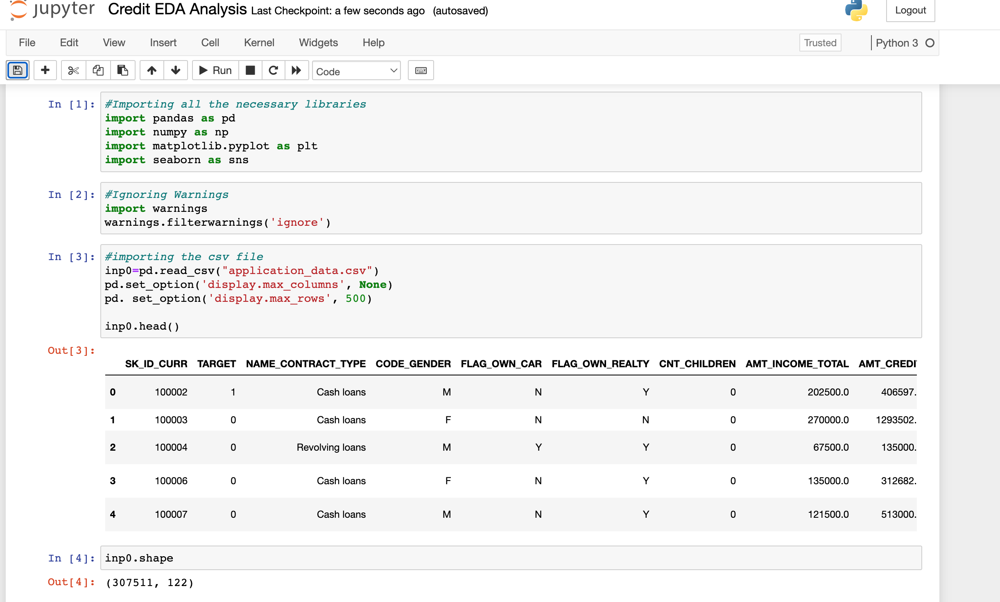 jupyter Credit EDA Analysis Last Checkpoint: a few seconds ago (autosaved) Logout
File Edit View Insert Cell Kernel Widgets Help Trusted Python 3
Run Code
In [1]: #Importing all the necessary libraries
import pandas as pd
import numpy as np
import matplotlib.pyplot as plt
import seaborn as sns
In [2]: #Ignoring Warnings
import warnings
warnings.filterwarnings('ignore')
In [3]: #importing the csv file
inp0=pd.read_csv("application_data.csv")
pd.set_option('display.max_columns', None)
pd. set_option('display.max_rows', 500)
inp0.head()
Out[3]:
SK_ID_CURR TARGET NAME_CONTRACT_TYPE CODE_GENDER FLAG_OWN_CAR FLAG_OWN_REALTY CNT_CHILDREN AMT_INCOME_TOTAL AMT_CREDI
0 100002 1 Cash loans M N Y 0 202500.0 406597.
1 100003 0 Cash loans F N N 0 270000.0 1293502.
2 100004 0 Revolving loans M Y Y 0 67500.0 135000.
3 100006 0 Cash loans F N Y 0 135000.0 312682.
4 100007 0 Cash loans M N Y 0 121500.0 513000.
In [4]: inp0.shape
Out[4]: (307511, 122)